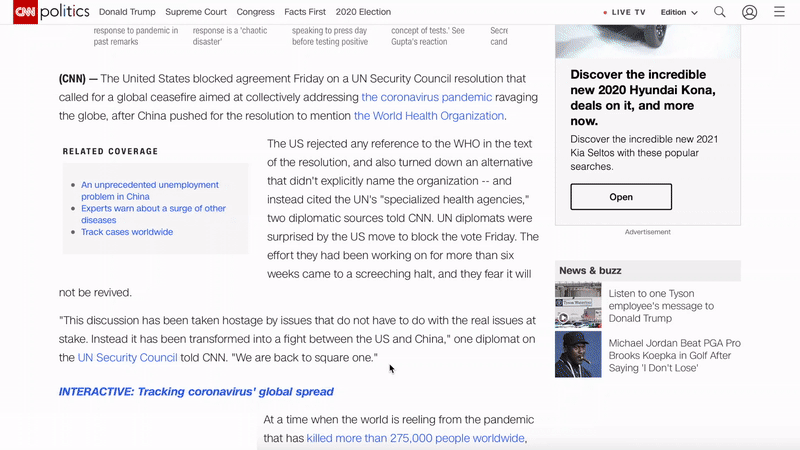 CNN politics Donald Trump Supreme Court Congress Facts First 2020 Election LIVE TV Edition
response to pandemic in
past remarks
response is a 'chaotic
disaster'
speaking to press day
before testing positive
concept of tests.' See
Gupta's reaction
cand
(CNN) — The United States blocked agreement Friday on a UN Security Council resolution that
called for a global ceasefire aimed at collectively addressing the coronavirus pandemic ravaging
the globe, after China pushed for the resolution to mention the World Health Organization.
RELATED COVERAGE
An unprecedented unemployment
problem in China
Experts warn about a surge of other
diseases
Track cases worldwide
The US rejected any reference to the WHO in the text
of the resolution, and also turned down an alternative
that didn't explicitly name the organization -- and
instead cited the UN's "specialized health agencies,"
two diplomatic sources told CNN. UN diplomats were
surprised by the US move to block the vote Friday. The
effort they had been working on for more than six
weeks came to a screeching halt, and they fear it will
not be revived.
"This discussion has been taken hostage by issues that do not have to do with the real issues at
stake. Instead it has been transformed into a fight between the US and China," one diplomat on
the UN Security Council told CNN. "We are back to square one."
INTERACTIVE: Tracking coronavirus' global spread
At a time when the world is reeling from the pandemic
that has killed more than 275,000 people worldwide,
Discover the incredible
new 2020 Hyundai Kona,
deals on it, and more
now.
Discover the incredible new 2021
Kia Seltos with these popular
searches.
Open
Advertisement
News & buzz
Listen to one Tyson
employee's message to
Donald Trump
Michael Jordan Beat PGA Pro
Brooks Koepka in Golf After
Saying 'I Don't Lose'